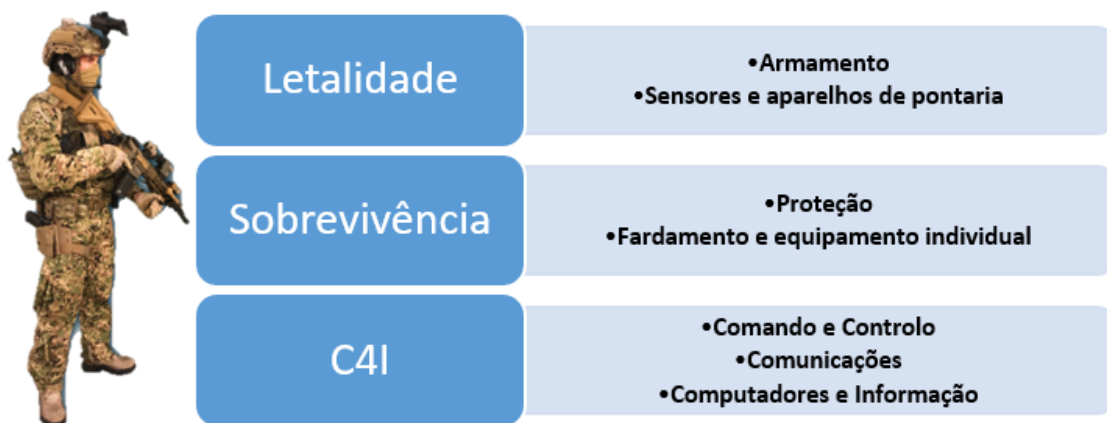 Letalidade
•Armamento
•Sensores e aparelhos de pontaria
Sobrevivência
•Proteção
•Fardamento e equipamento individual
C4I
•Comando e Controlo
•Comunicações
•Computadores e Informação